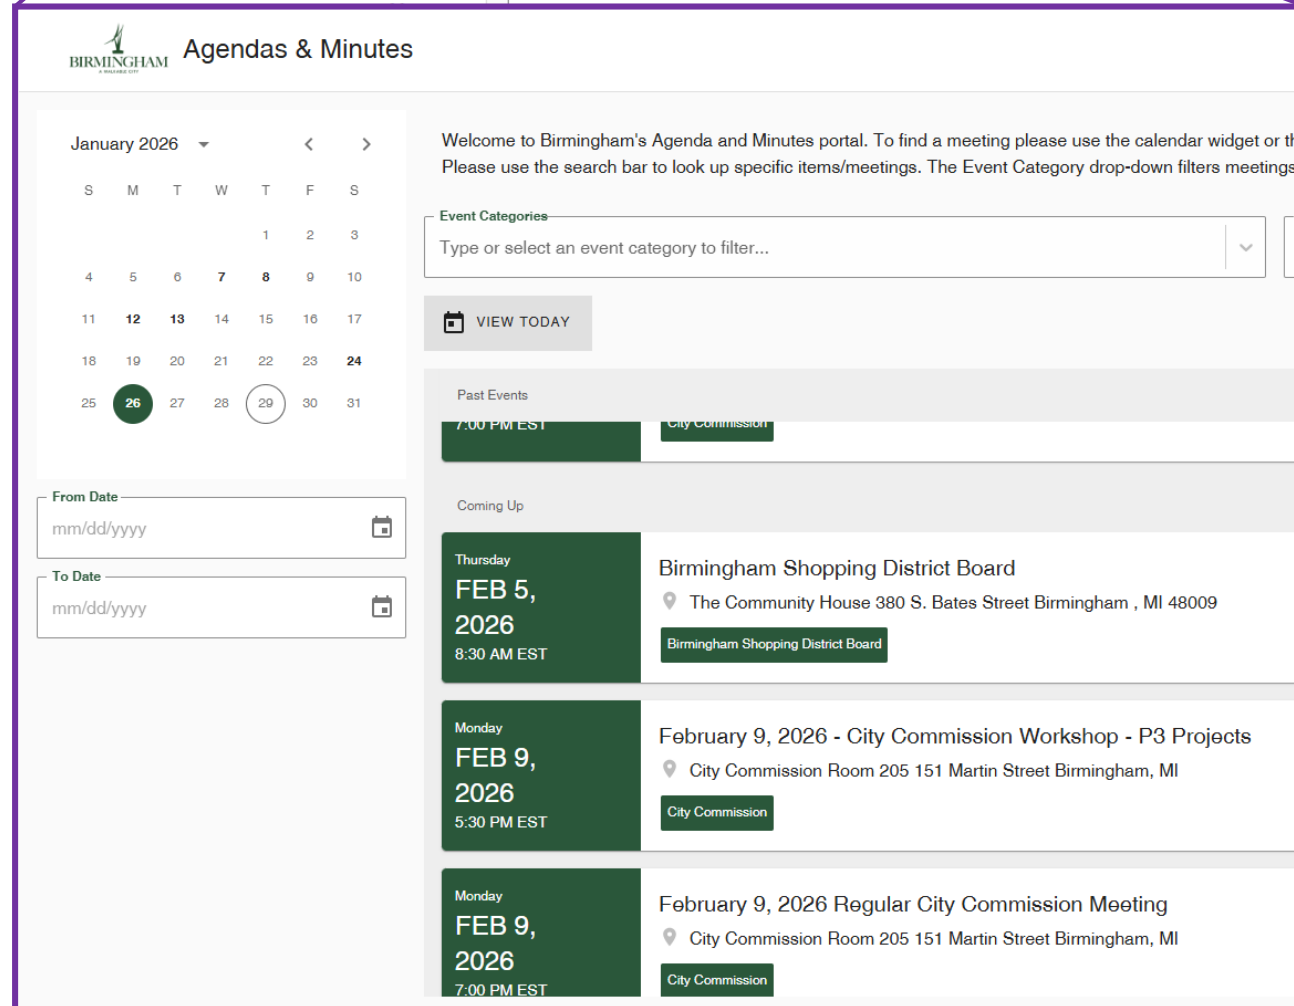 BIRMINGHAM
A WALKABLE CITY
Agendas & Minutes
January 2026
S M T W T F S
1 2 3
4 5 6 7 8 9 10
11 12 13 14 15 16 17
18 19 20 21 22 23 24
25 26 27 28 29 30 31
From Date
mm/dd/yyyy
To Date
mm/dd/yyyy
Welcome to Birmingham's Agenda and Minutes portal. To find a meeting please use the calendar widget or
Please use the search bar to look up specific items/meetings. The Event Category drop-down filters meetings
Event Categories
Type or select an event category to filter...
VIEW TODAY
Past Events
7:00 PM EST
City Commission
Coming Up
Thursday
FEB 5,
2026
8:30 AM EST
Birmingham Shopping District Board
The Community House 380 S. Bates Street Birmingham , MI 48009
Birmingham Shopping District Board
Monday
FEB 9,
2026
5:30 PM EST
February 9, 2026 - City Commission Workshop - P3 Projects
City Commission Room 205 151 Martin Street Birmingham, MI
City Commission
Monday
FEB 9,
2026
7:00 PM EST
February 9, 2026 Regular City Commission Meeting
City Commission Room 205 151 Martin Street Birmingham, MI
City Commission